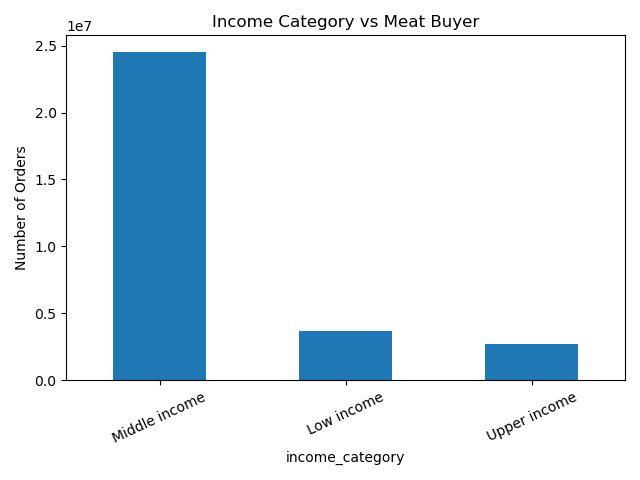 Income Category vs Meat Buyer
1e7
2.5
2.0
1.5
1.0
0.5
0.0
Number of Orders
Middle income
Low income
Upper income
income_category